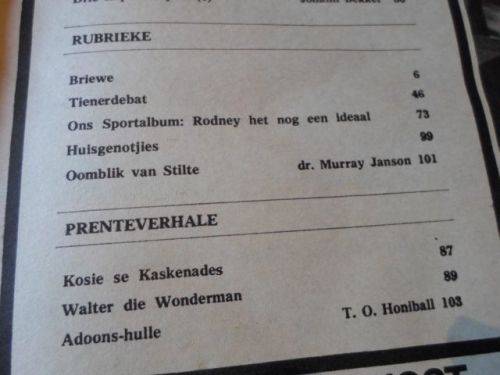 RUBRIEKE
Briewe 6
Tienerdebat 46
Ons Sportalbum: Rodney het nog een ideaal 73
Huisgenotjies 99
Oomblik van Stilte dr. Murray Janson 101
PRENTEVERHALE
Kosie se Kaskenades 87
Walter die Wonderman 89
Adoons-hulle T. O. Honiball 103